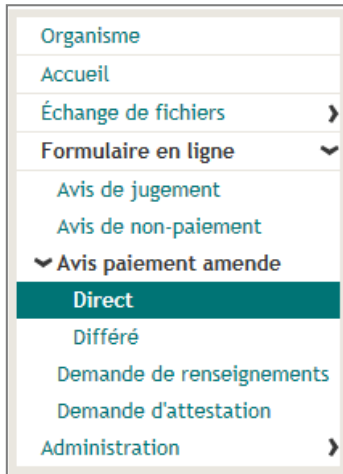 Organisme
Accueil
Échange de fichiers
Formulaire en ligne
Avis de jugement
Avis de non-paiement
Avis paiement amende
Direct
Différé
Demande de renseignements
Demande d'attestation
Administration